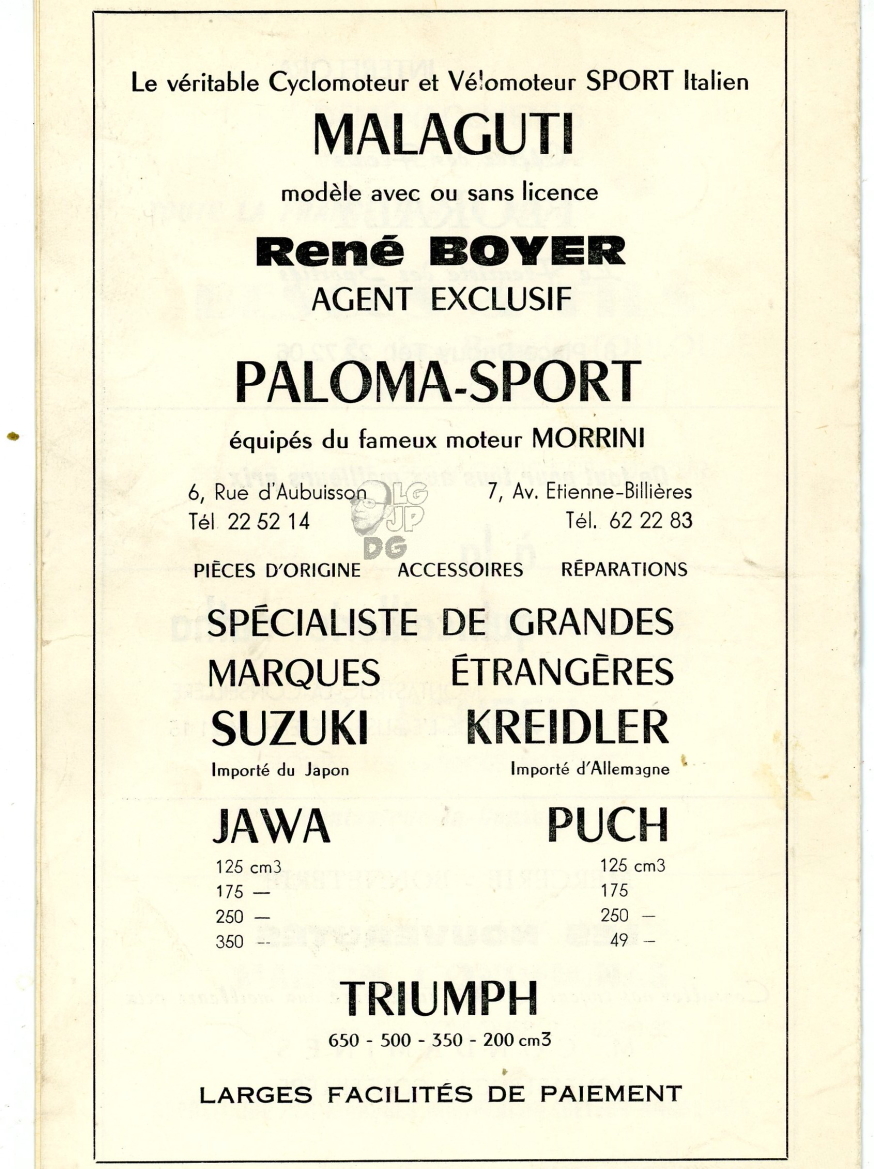 Le véritable Cyclomoteur et Vélomoteur SPORT Italien
MALAGUTI
modèle avec ou sans licence
René BOYER
AGENT EXCLUSIF
PALOMA-SPORT
équipés du fameux moteur MORRINI
6, Rue d'Aubuisson 7, Av. Etienne-Billières
Tél 22 52 14 Tél. 62 22 83
LG
JP
DG
PIÈCES D'ORIGINE ACCESSOIRES RÉPARATIONS
SPÉCIALISTE DE GRANDES
MARQUES ÉTRANGÈRES
SUZUKI KREIDLER
Importé du Japon Importé d'Allemagne
JAWA PUCH
125 cm3 125 cm3
175 — 175
250 — 250 —
350 — 49 —
TRIUMPH
650 - 500 - 350 - 200 cm3
LARGES FACILITÉS DE PAIEMENT